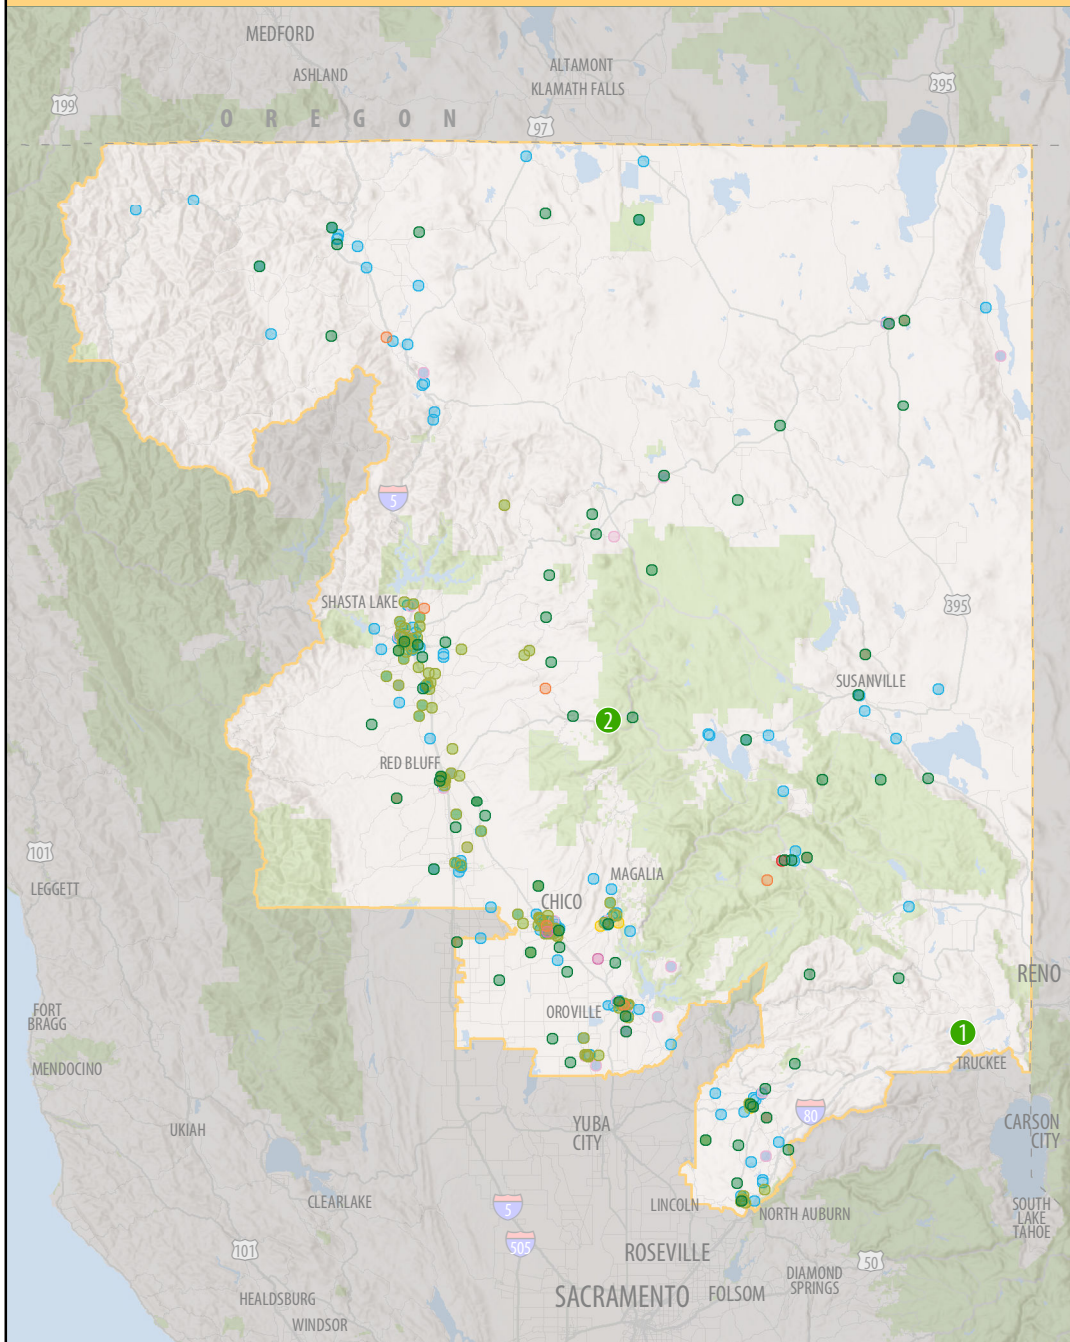 MEDFORD
ALTAMONT
ASHLAND
KLAMATH FALLS
395
199
OREGON
97
5
SHASTA LAKE
395
SUSANVILLE
2
RED BLUFF
101
LEGGETT
MAGALIA
CHICO
RENO
FORT
BRAGG
OROVILLE
1
TRUCKEE
MENDOCINO
80
UKIAH
YUBA
CITY
CARSON
CITY
CLEARLAKE
5
LINCOLN
NORTH AUBURN
SOUTH
LAKE
TAHOE
505
101
ROSEVILLE
50
DIAMOND
SPRINGS
HEALDSBURG
SACRAMENTO
FOLSOM
WINDSOR